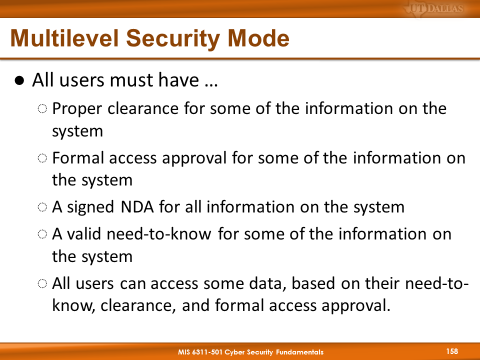 UT DALLAS
Multilevel Security Mode
● All users must have …
◌ Proper clearance for some of the information on the
system
◌ Formal access approval for some of the information on
the system
◌ A signed NDA for all information on the system
◌ A valid need-to-know for some of the information on
the system
◌ All users can access some data, based on their need-to-
know, clearance, and formal access approval.
MIS 6311-501 Cyber Security Fundamentals
158